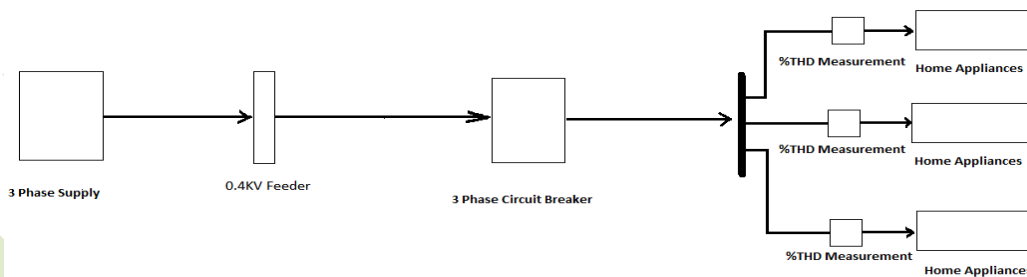 %THD Measurement
Home Appliances
3 Phase Supply
0.4KV Feeder
3 Phase Circuit Breaker
%THD Measurement
Home Appliances
%THD Measurement
Home Appliances